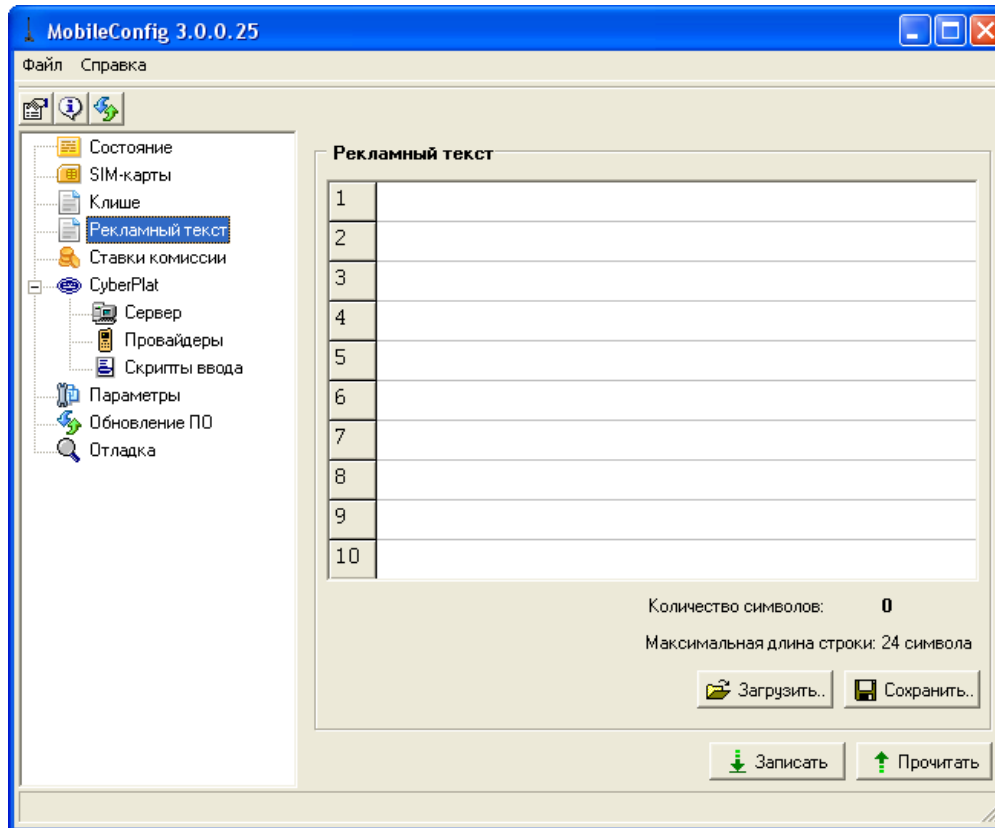 MobileConfig 3.0.0.25
Файл Справка
Состояние
SIM-карты
Клише
Рекламный текст
Ставки комиссии
CyberPlat
Сервер
Провайдеры
Скрипты ввода
Параметры
Обновление ПО
Отладка
Рекламный текст
1
2
3
4
5
6
7
8
9
10
Количество символов: 0
Максимальная длина строки: 24 символа
Загрузить.. Сохранить..
Записать Прочитать